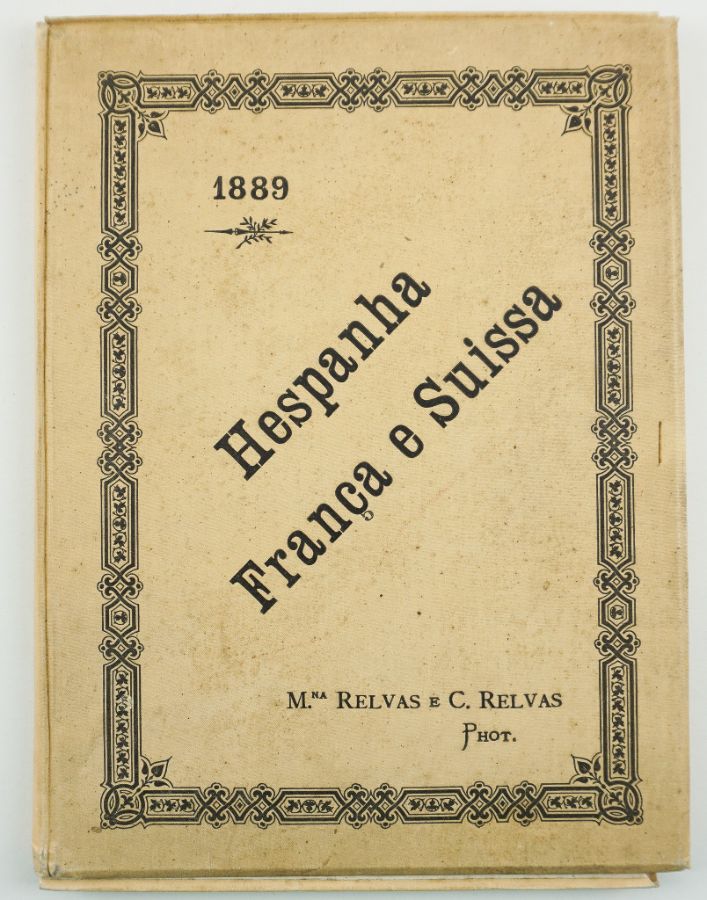 1889
Hespanha
França e Suissa
M.NA RELVAS E C. RELVAS
PHOT.